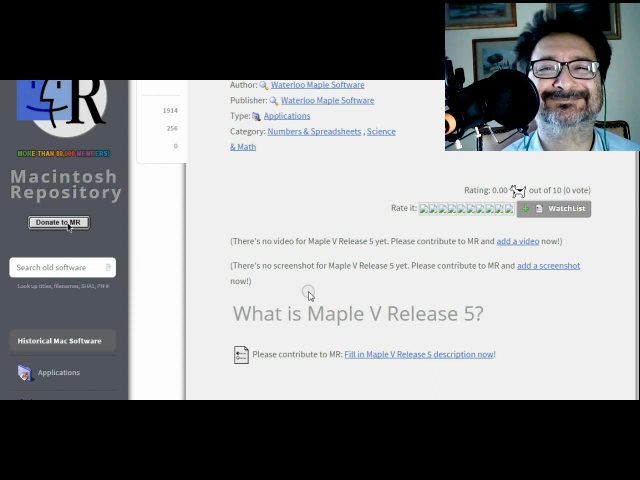 Author: Waterloo Maple Software
Publisher: Waterloo Maple Software
Type: Applications
Category: Numbers & Spreadsheets , Science
& Math
1914
256
0
R
MORE THAN 80,000 MEMBERS!
Macintosh
Repository
Donate to MR
Search old software
Look up titles, filenames, SHA1, PN #
Historical Mac Software
Applications
Rating: 0.00 out of 10 (0 vote)
Rate it: WatchList
(There's no video for Maple V Release 5 yet. Please contribute to MR and add a video now!)
(There's no screenshot for Maple V Release 5 yet. Please contribute to MR and add a screenshot
now!)
What is Maple V Release 5?
Please contribute to MR: Fill in Maple V Release 5 description now!